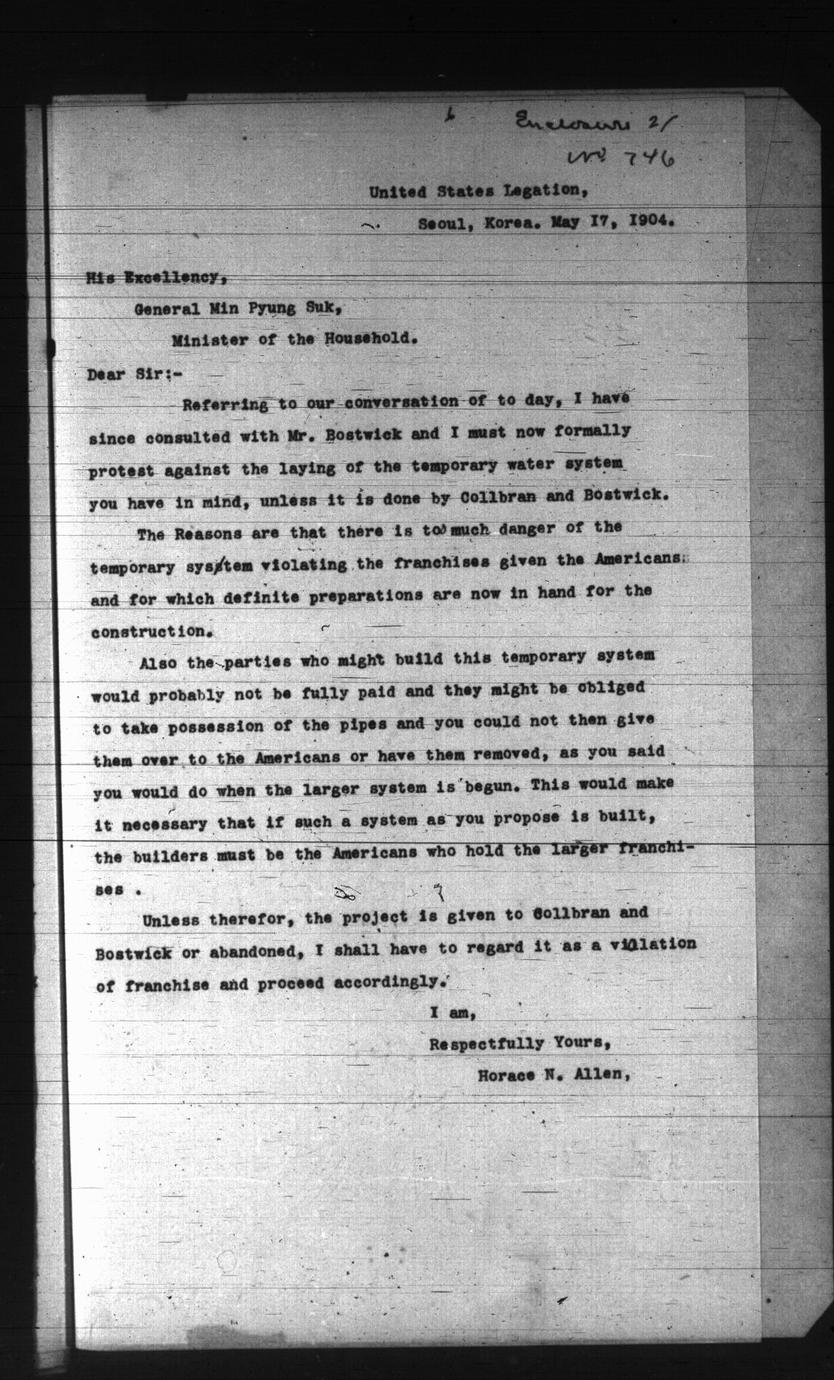 Enclosure 2/
No 746
United States Legation,
Seoul, Korea. May 17, 1904.
His Excellency,
General Min Pyung Suk,
Minister of the Household.
Dear Sir:-
Referring to our conversation of to day, I have
since consulted with Mr. Bostwick and I must now formally
protest against the laying of the temporary water system
you have in mind, unless it is done by Collbran and Bostwick.
The Reasons are that there is too much danger of the
temporary system violating the franchises given the Americans
and for which definite preparations are now in hand for the
construction.
Also the parties who might build this temporary system
would probably not be fully paid and they might be obliged
to take possession of the pipes and you could not then give
them over to the Americans or have them removed, as you said
you would do when the larger system is begun. This would make
it necessary that if such a system as you propose is built,
the builders must be the Americans who hold the larger franchi-
ses .
Unless therefor, the project is given to Collbran and
Bostwick or abandoned, I shall have to regard it as a violation
of franchise and proceed accordingly.
I am,
Respectfully Yours,
Horace N. Allen,